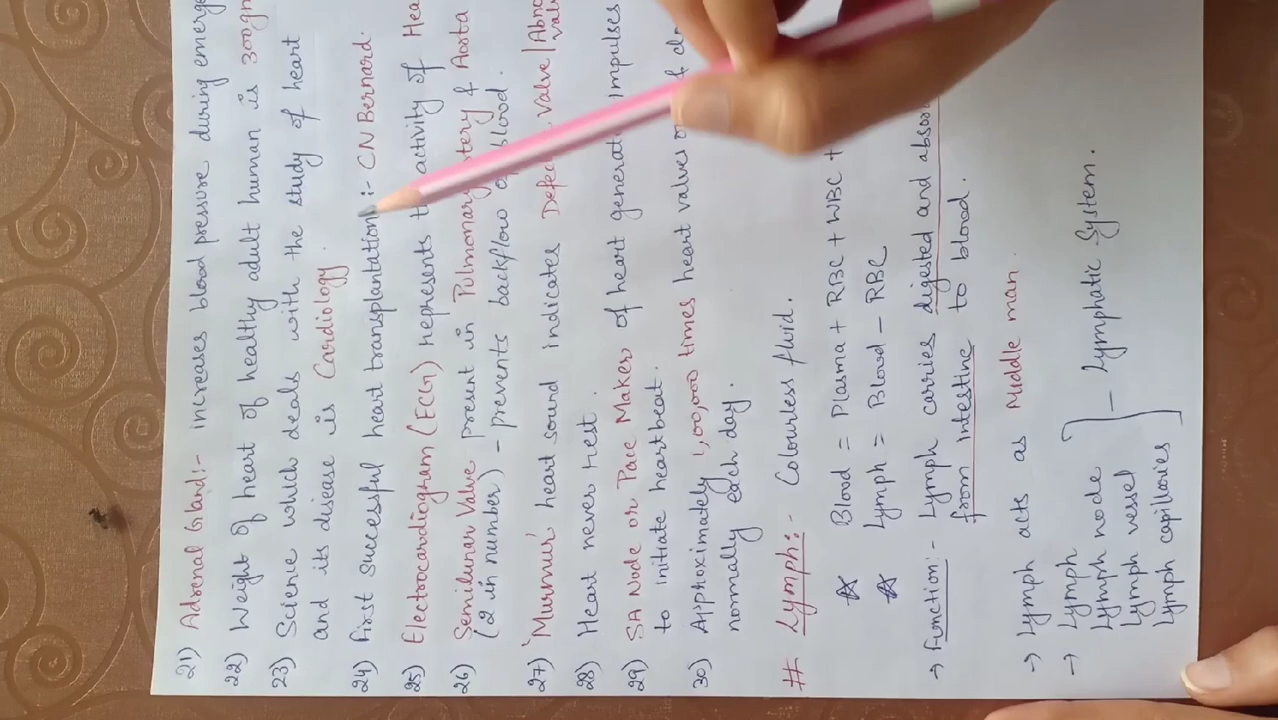 21) Adrenal Gland:- increases blood pressure during emerge
22) Weight of heart of healthy adult human is 300gr
23) Science which deals with the study of heart
and its disease is Cardiology.
24) First successful heart transplantation:- CN Bernard.
25) Electrocardiogram (ECG) represents activity of Hea
26) Semilunar Valve present in Pulmonary & Aorta
(2 in number) - prevents backflow blood.
27) 'Murmur' heart sound indicates Defec Valve/Abno
valv
28) Heart never rest.
29) SA Node or Pace Maker of heart generat impulses
to initiate heartbeat.
30) Approximately 1,00,000 times heart valves
normally each day.
# Lymph:- Colourless fluid.
☆ Blood = Plasma + RBC + WBC +
☆ Lymph = Blood - RBC
→ Function:- Lymph carries digested and absor
from intestine to blood.
→ Lymph acts as Middle man.
→ Lymph
Lymph node
Lymph vessel
Lymph capillaries } - Lymphatic System.